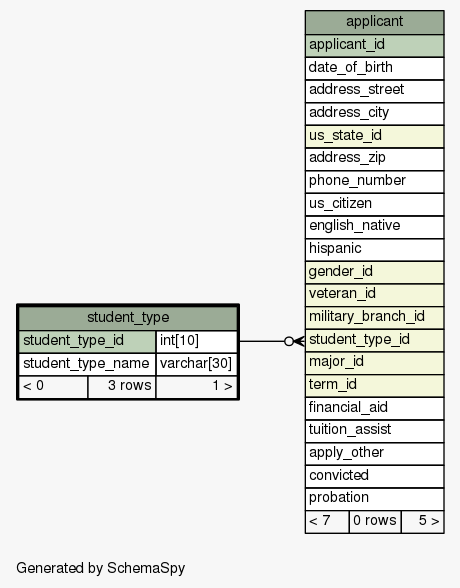 applicant
applicant_id
date_of_birth
address_street
address_city
us_state_id
address_zip
phone_number
us_citizen
english_native
hispanic
gender_id
veteran_id
military_branch_id
student_type_id
major_id
term_id
financial_aid
tuition_assist
apply_other
convicted
probation
< 7 0 rows 5 >
student_type
student_type_id int[10]
student_type_name varchar[30]
< 0 3 rows 1 >
Generated by SchemaSpy